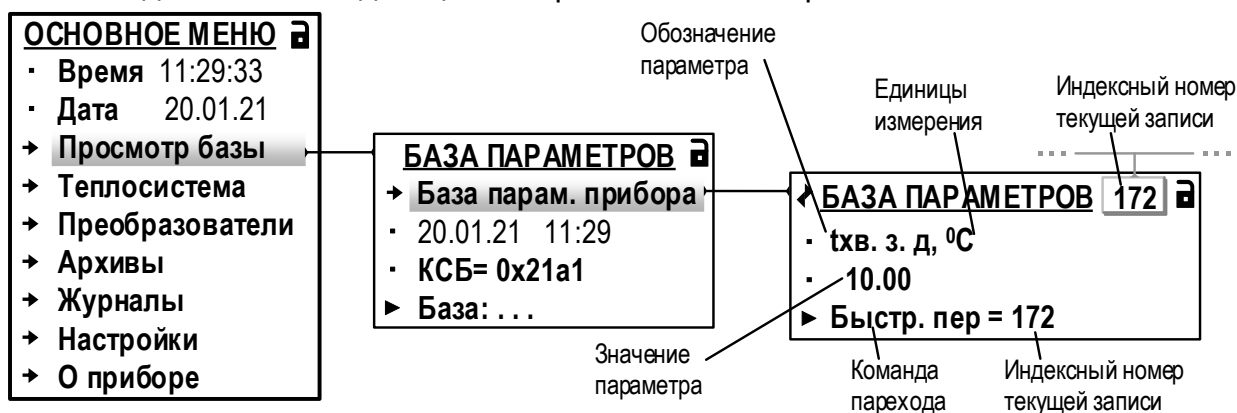 ОСНОВНОЕ МЕНЮ
Время 11:29:33
Дата 20.01.21
Просмотр базы
Теплосистема
Преобразователи
Архивы
Журналы
Настройки
О приборе
БАЗА ПАРАМЕТРОВ
База парам. прибора
20.01.21 11:29
КСБ= 0x21a1
База: . . .
Обозначение
параметра
Единицы
измерения
Индексный номер
текущей записи
БАЗА ПАРАМЕТРОВ 172
tхв. з. д, ⁰С
10.00
Быстр. пер = 172
Значение
параметра
Команда
парехода
Индексный номер
текущей записи